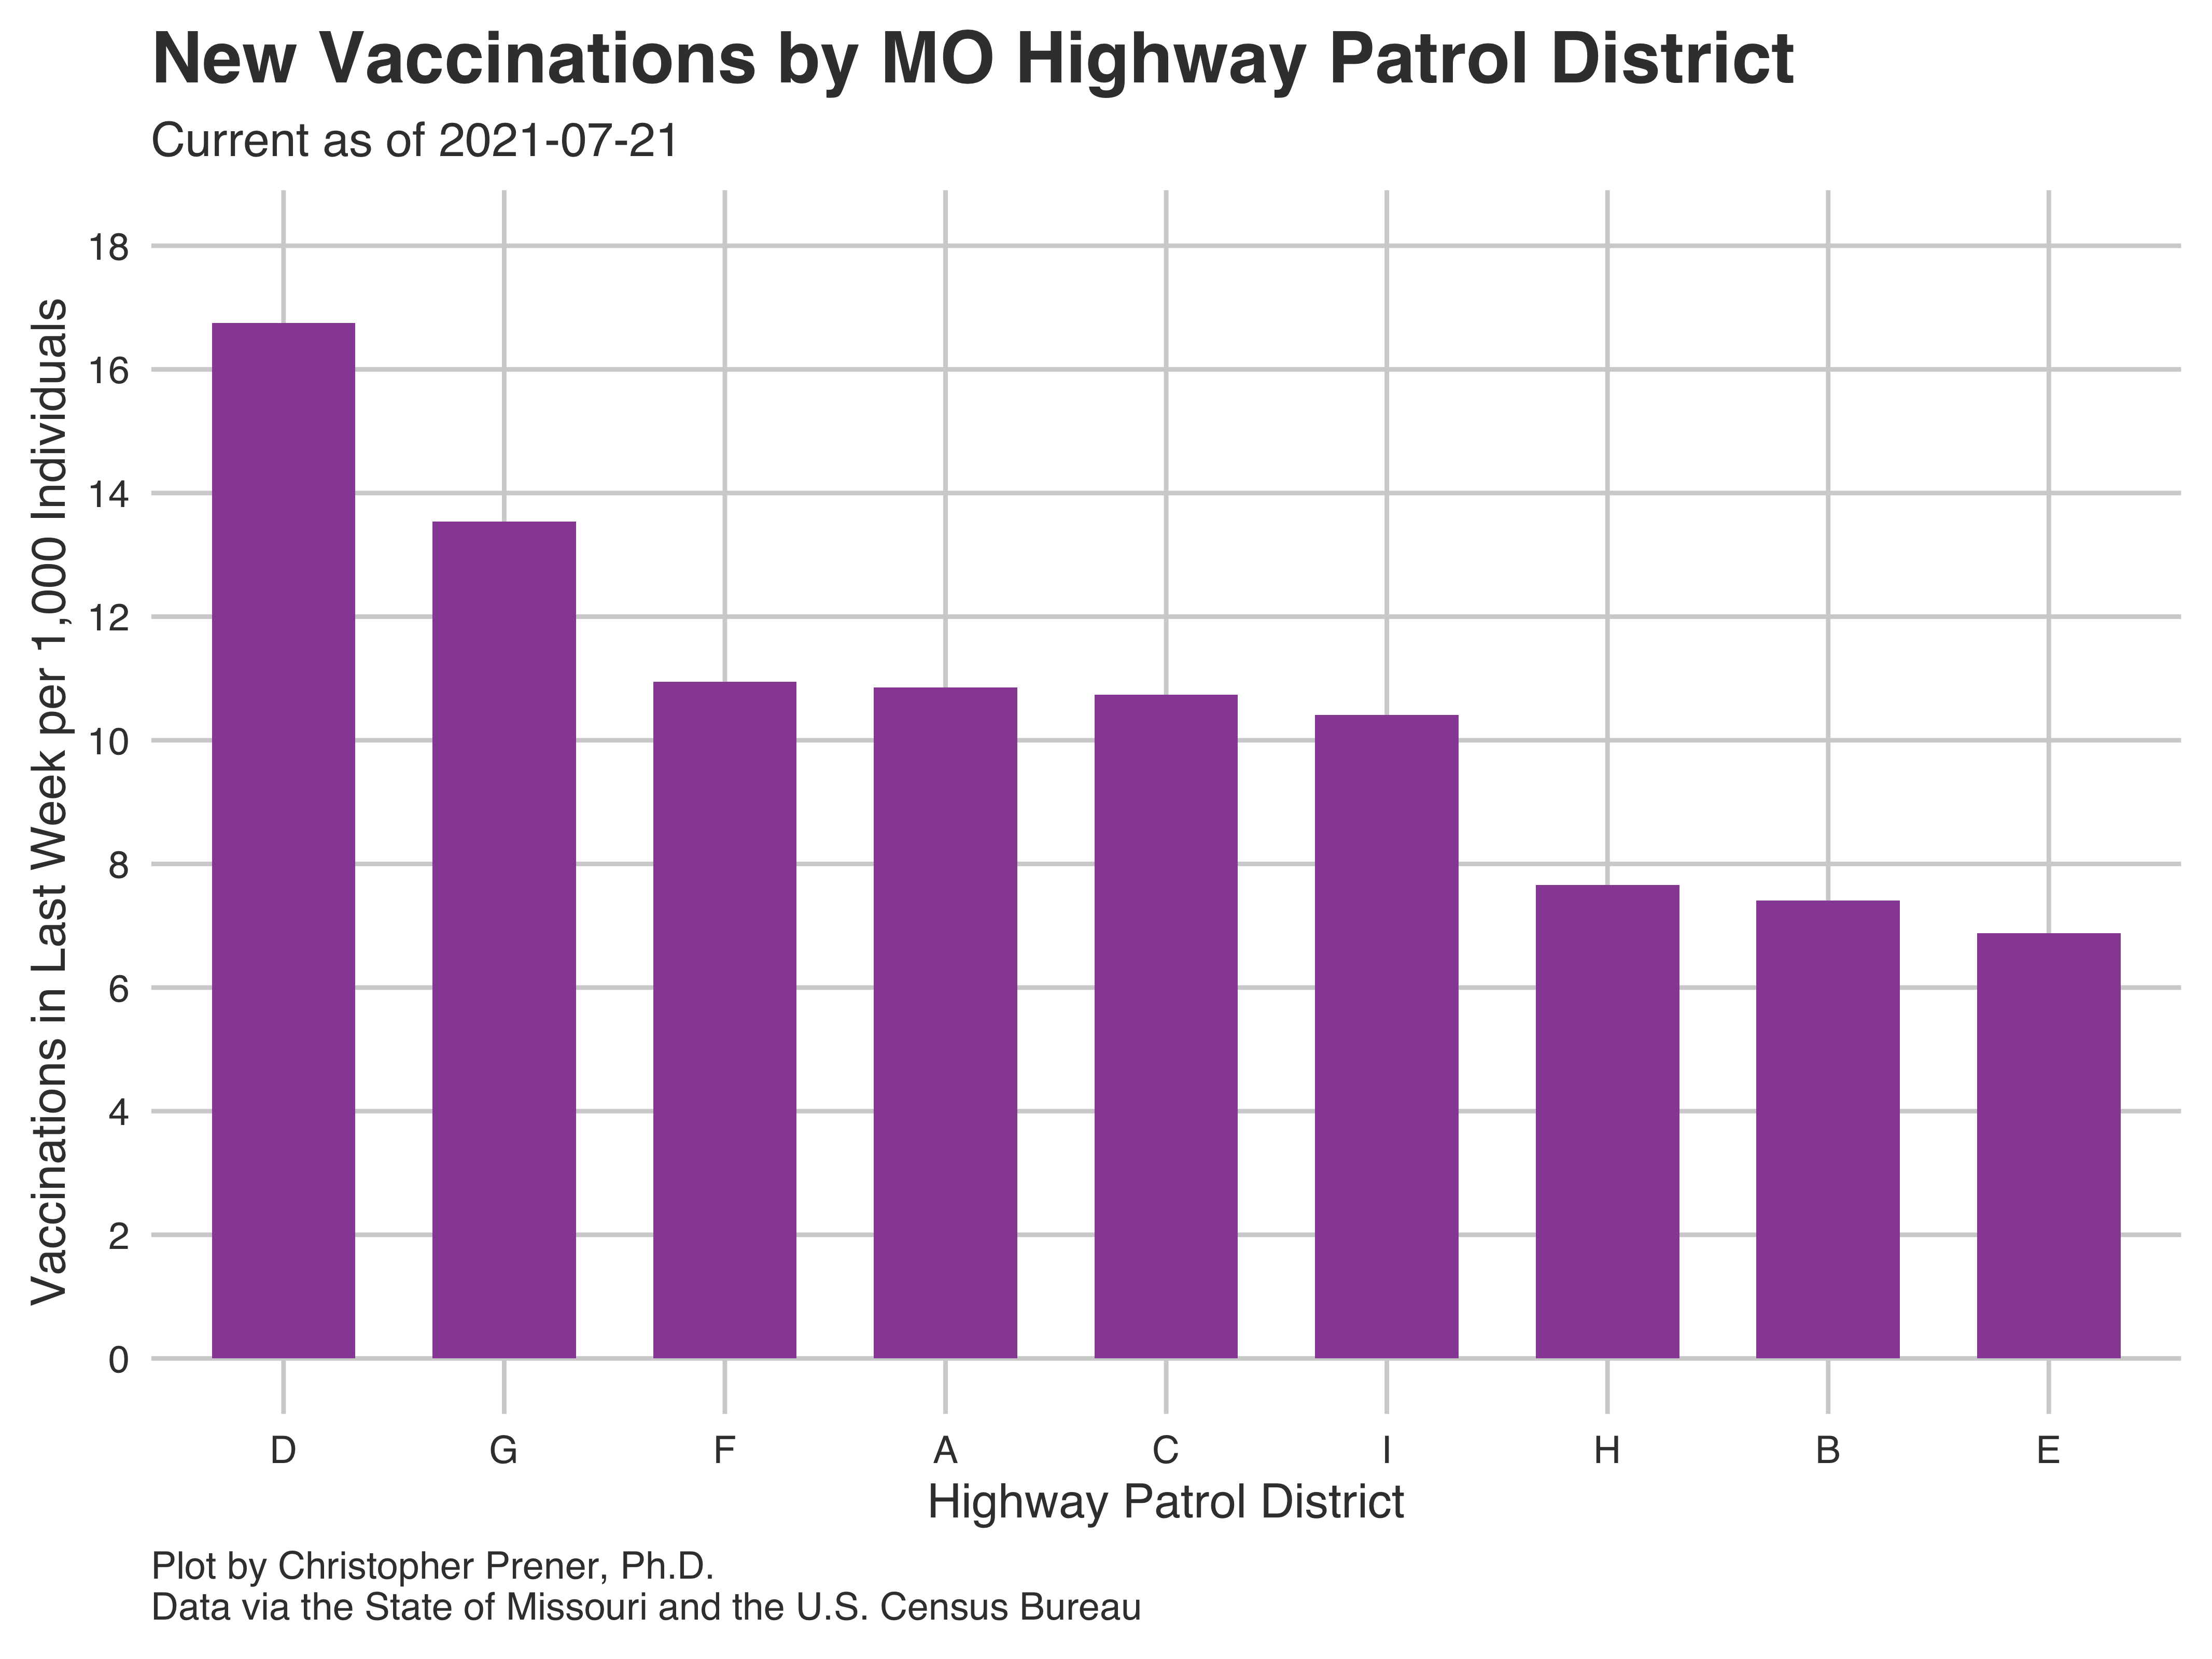 New Vaccinations by MO Highway Patrol District
Current as of 2021-07-21
Vaccinations in Last Week per 1,000 Individuals
18
16
14
12
10
8
6
4
2
0
D G F A C I H B E
Highway Patrol District
Plot by Christopher Prener, Ph.D.
Data via the State of Missouri and the U.S. Census Bureau